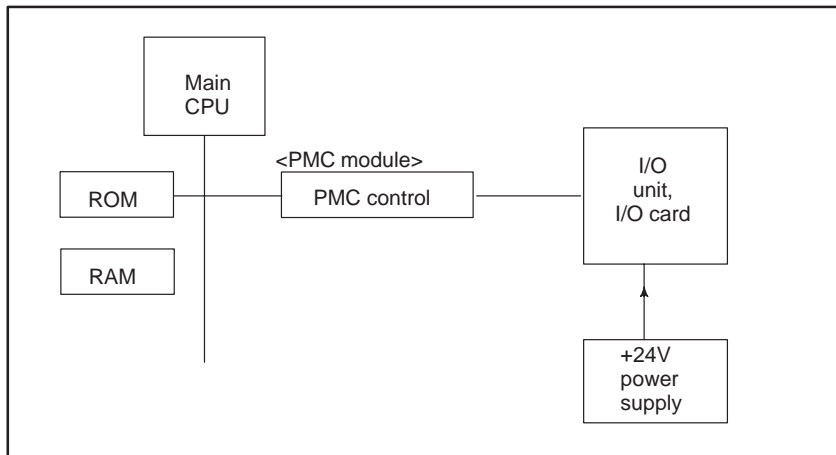 Main
CPU
<PMC module>
ROM
PMC control
I/O
unit,
I/O card
RAM
+24V
power
supply